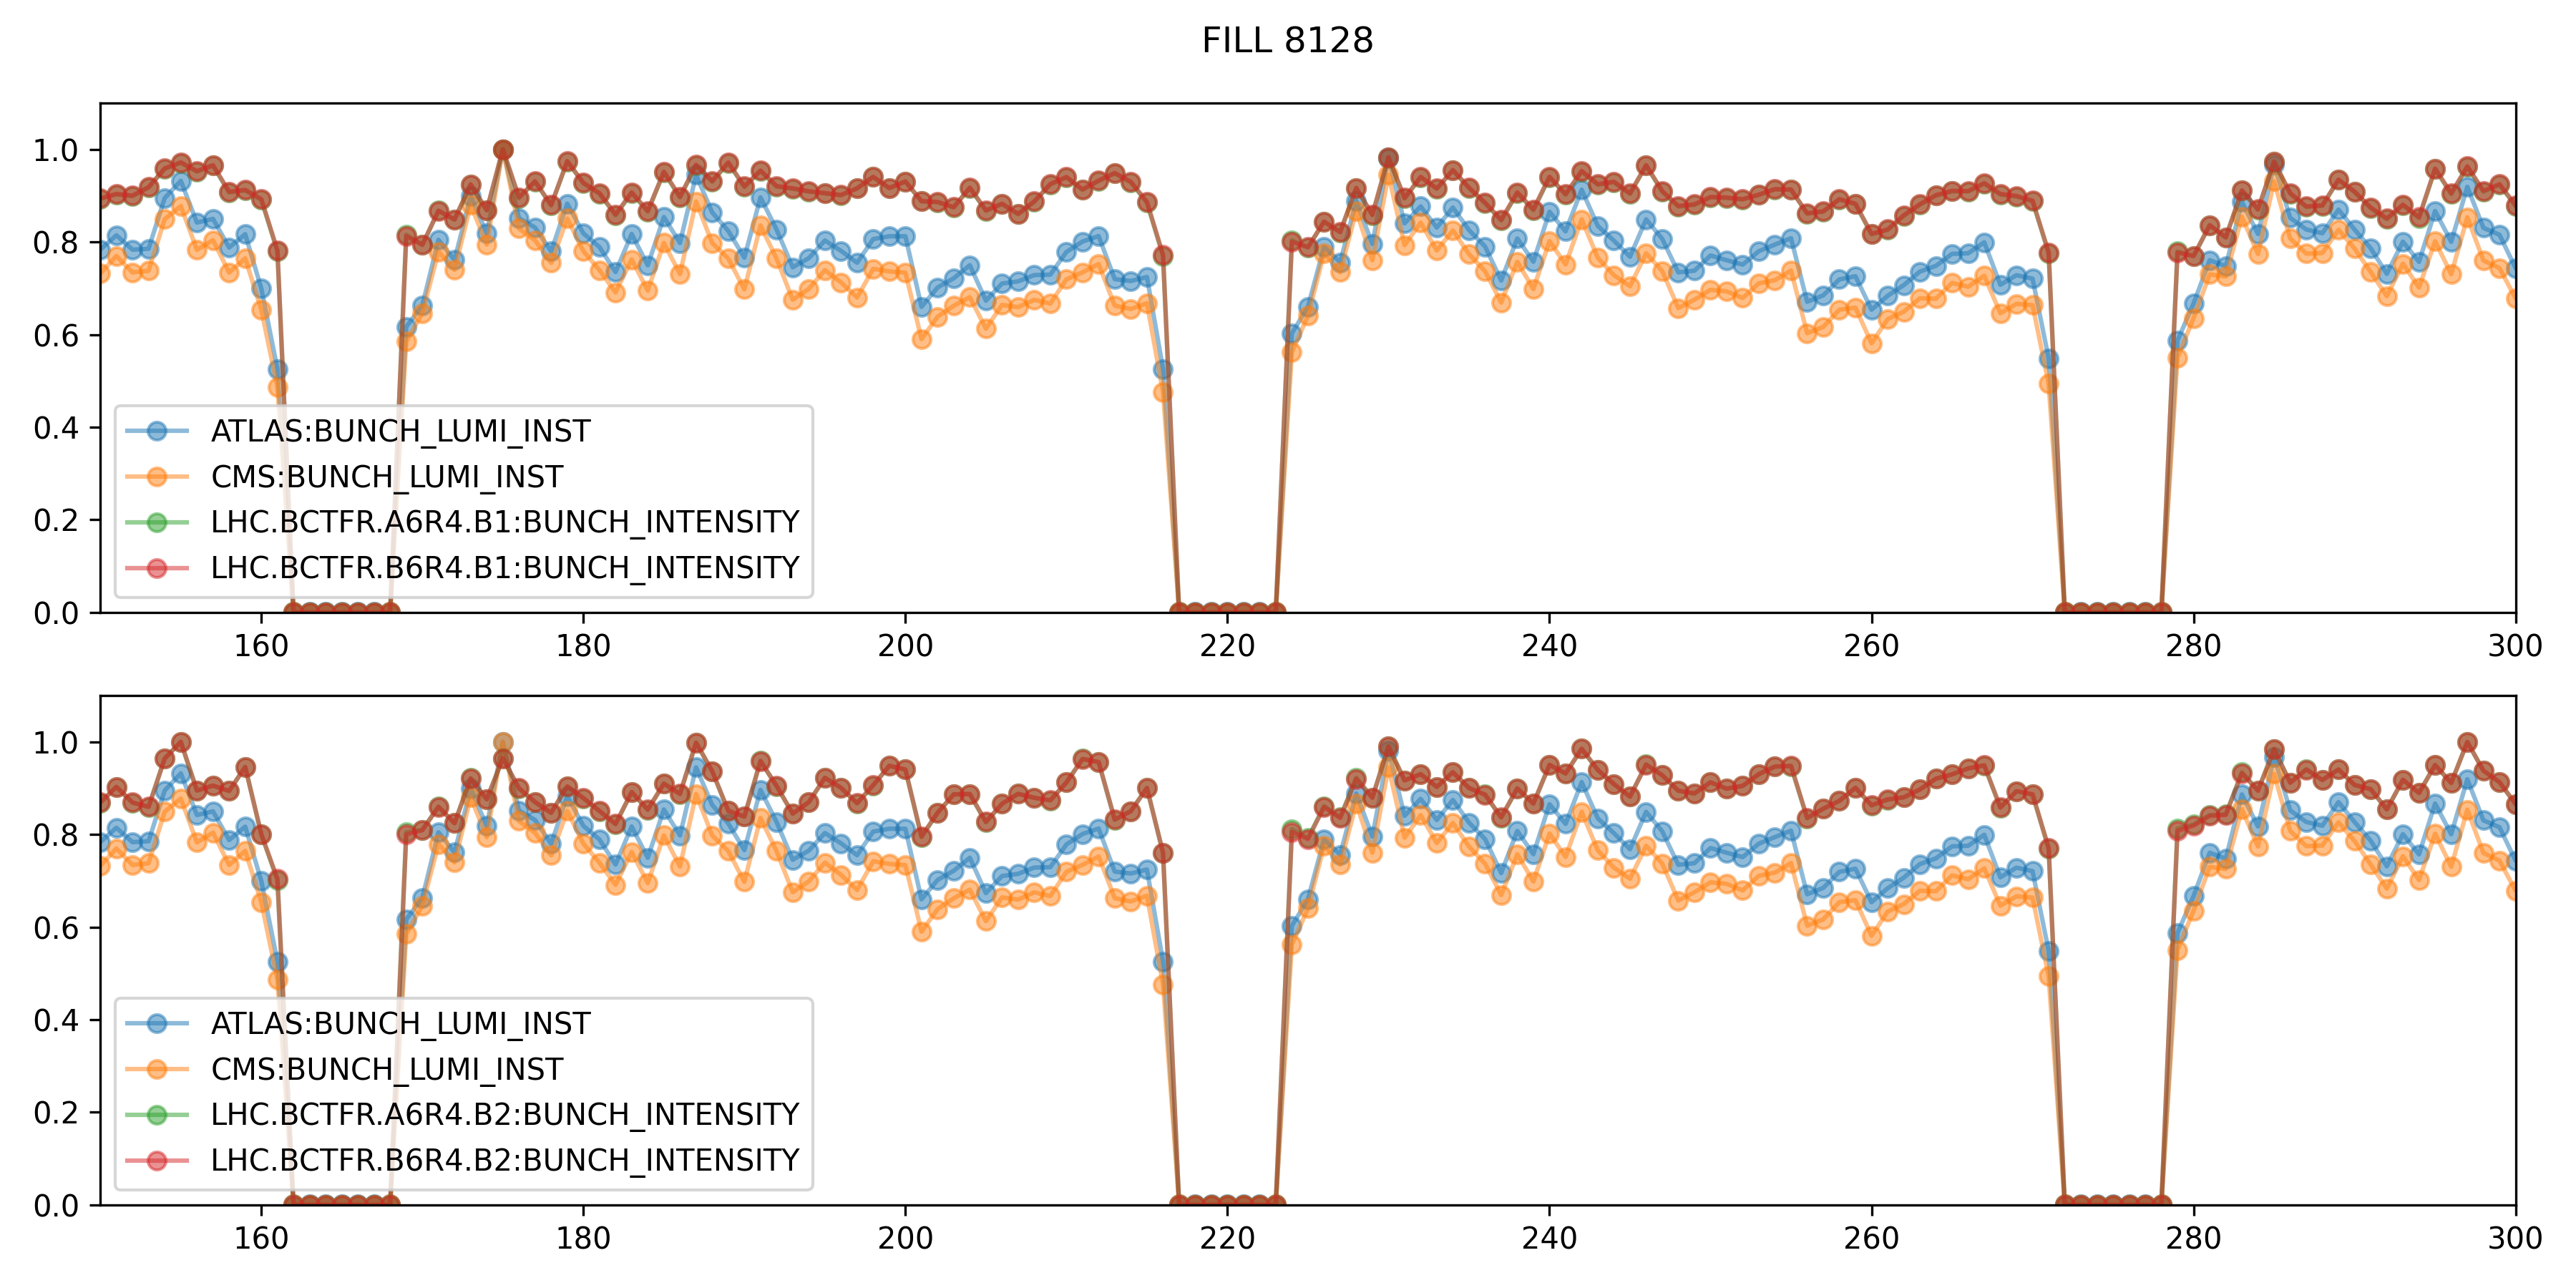 FILL 8128
1.0
0.8
0.6
0.4
0.2
0.0
ATLAS:BUNCH_LUMI_INST
CMS:BUNCH_LUMI_INST
LHC.BCTFR.A6R4.B1:BUNCH_INTENSITY
LHC.BCTFR.B6R4.B1:BUNCH_INTENSITY
160 180 200 220 240 260 280 300
1.0
0.8
0.6
0.4
0.2
0.0
ATLAS:BUNCH_LUMI_INST
CMS:BUNCH_LUMI_INST
LHC.BCTFR.A6R4.B2:BUNCH_INTENSITY
LHC.BCTFR.B6R4.B2:BUNCH_INTENSITY
160 180 200 220 240 260 280 300